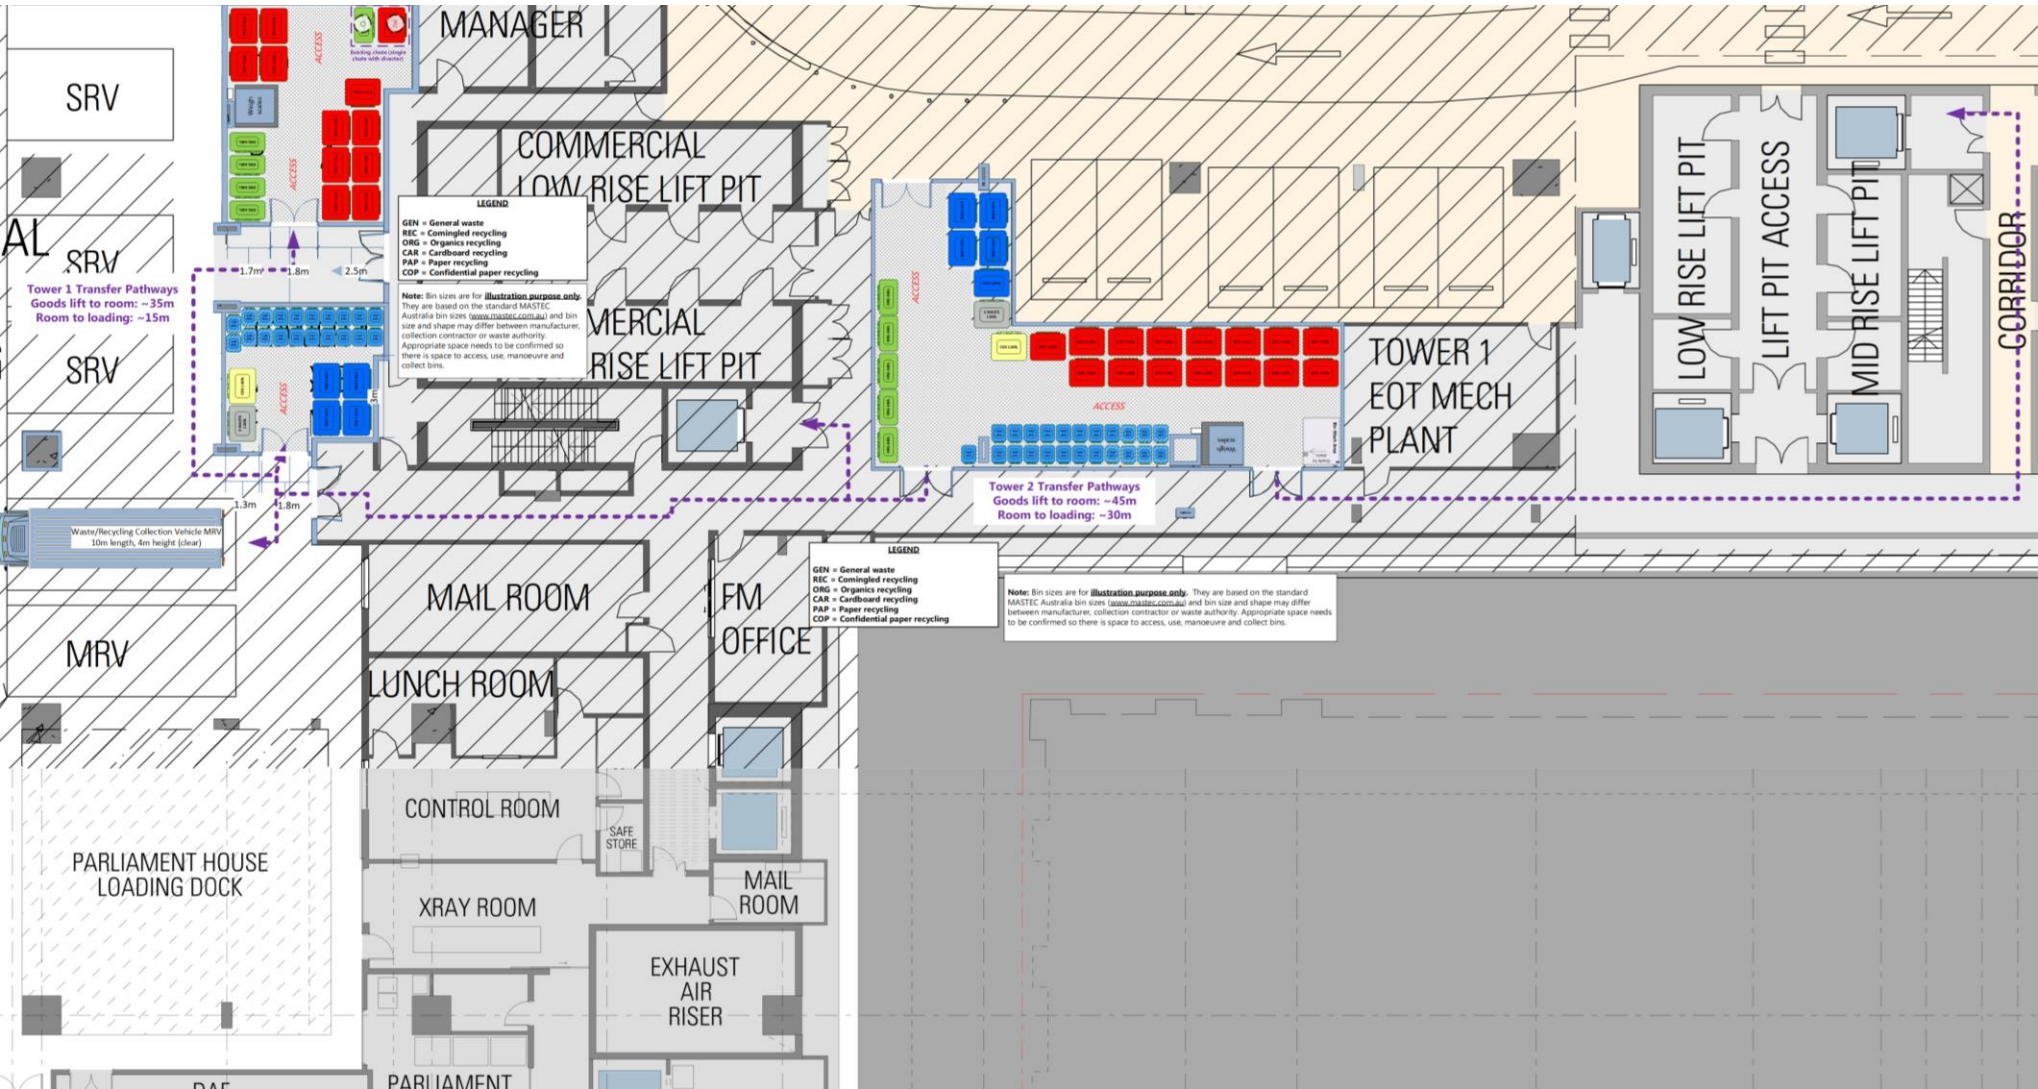 MANAGER
ACCESS
Existing chute (single
chute with diverter)
SRV
Weigh
scales
ACCESS
COMMERCIAL
LOW RISE LIFT PIT
LEGEND
GEN = General waste
REC = Comingled recycling
ORG = Organics recycling
CAR = Cardboard recycling
PAP = Paper recycling
COP = Confidential paper recycling
AL
SRV
1.7m
1.8m
2.5m
Tower 1 Transfer Pathways
Goods lift to room: ~35m
Room to loading: ~15m
Note: Bin sizes are for illustration purpose only.
They are based on the standard MASTEC
Australia bin sizes (www.mastec.com.au) and bin
size and shape may differ between manufacturer,
collection contractor or waste authority.
Appropriate space needs to be confirmed so
there is space to access, use, manoeuvre and
collect bins.
MERCIAL
RISE LIFT PIT
SRV
ACCESS
3m
ACCESS
ACCESS
Weigh
scales
TOWER 1
EOT MECH
PLANT
LOW RISE LIFT PIT
LIFT PIT ACCESS
MID RISE LIFT PIT
CORRIDOR
1.3m
1.8m
Tower 2 Transfer Pathways
Goods lift to room: ~45m
Room to loading: ~30m
Waste/Recycling Collection Vehicle MRV
10m length, 4m height (clear)
MAIL ROOM
FM
OFFICE
LEGEND
GEN = General waste
REC = Comingled recycling
ORG = Organics recycling
CAR = Cardboard recycling
PAP = Paper recycling
COP = Confidential paper recycling
Note: Bin sizes are for illustration purpose only. They are based on the standard
MASTEC Australia bin sizes (www.mastec.com.au) and bin size and shape may differ
between manufacturer, collection contractor or waste authority. Appropriate space needs
to be confirmed so there is space to access, use, manoeuvre and collect bins.
MRV
LUNCH ROOM
CONTROL ROOM
SAFE
STORE
PARLIAMENT HOUSE
LOADING DOCK
XRAY ROOM
MAIL
ROOM
EXHAUST
AIR
RISER
PARLIAMENT